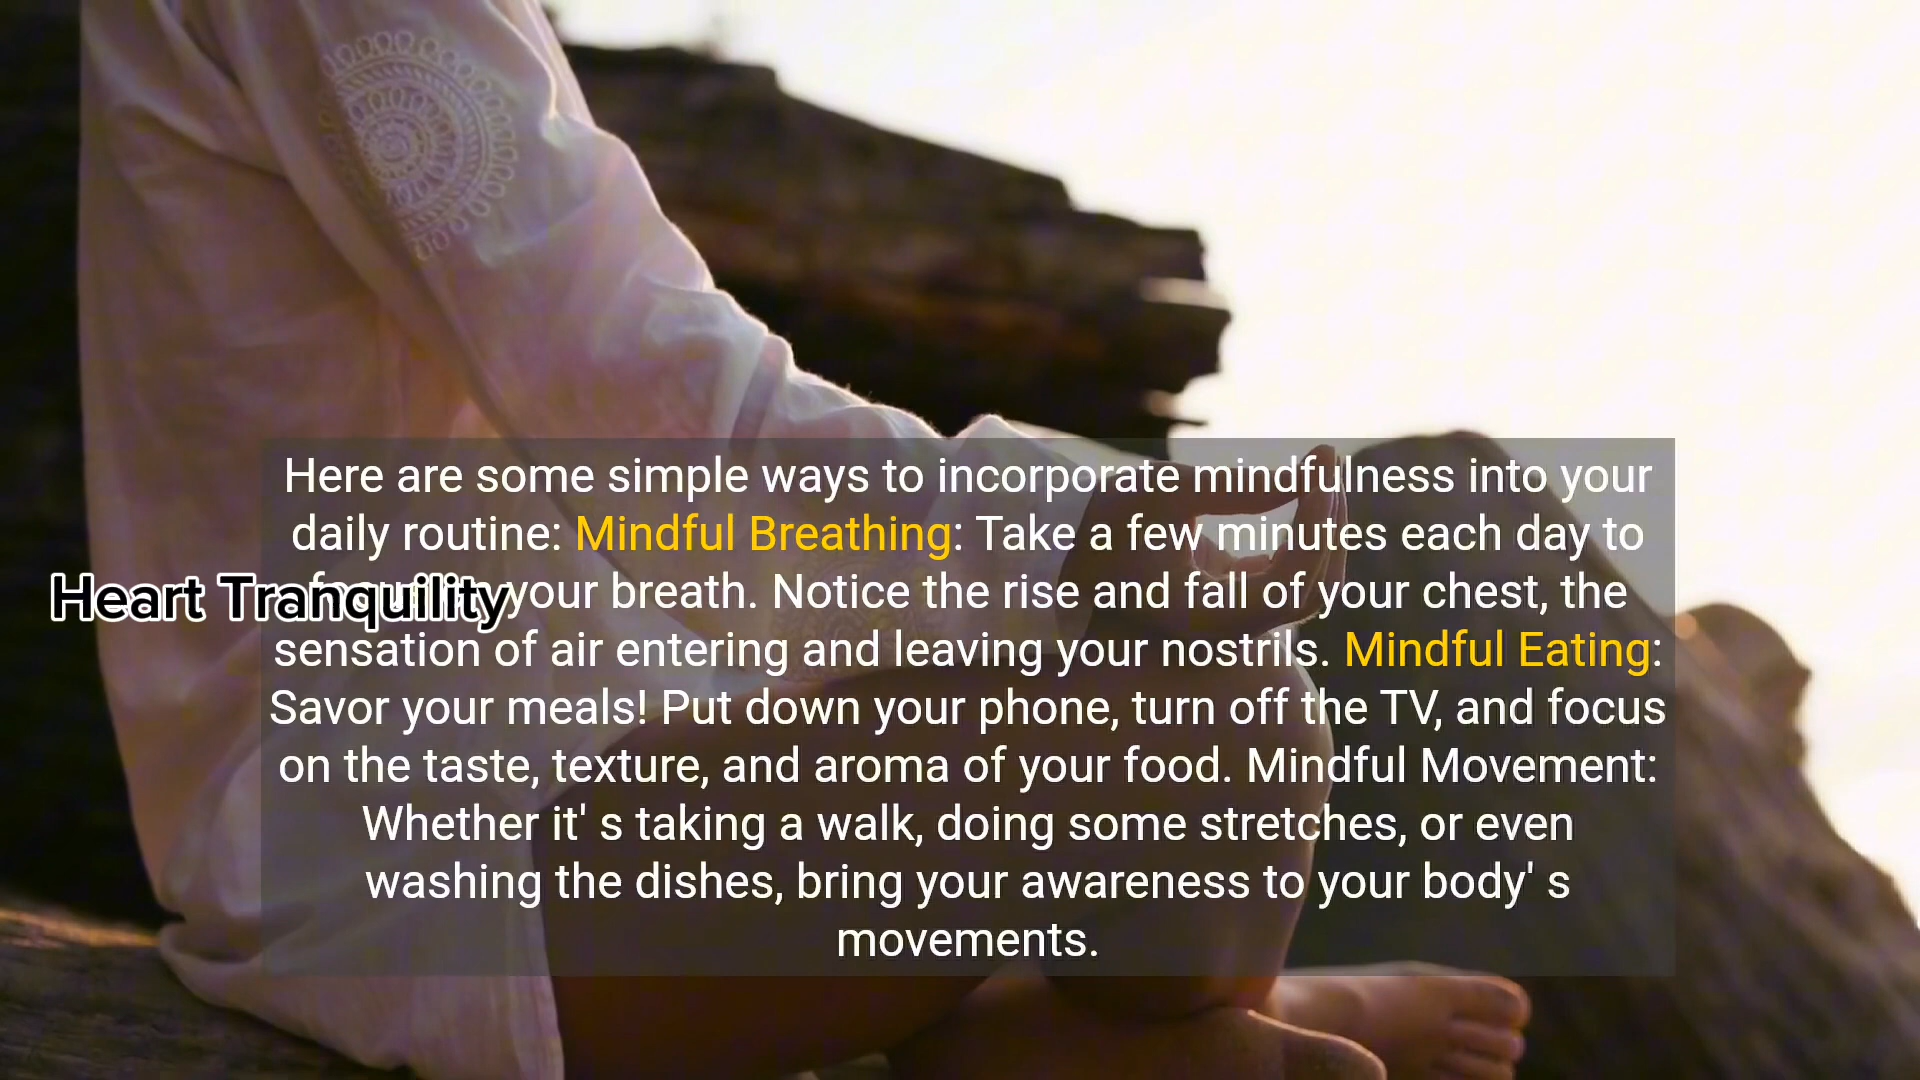 Here are some simple ways to incorporate mindfulness into your
daily routine: Mindful Breathing: Take a few minutes each day to
your breath. Notice the rise and fall of your chest, the
Heart Tranquility
sensation of air entering and leaving your nostrils. Mindful Eating:
Savor your meals! Put down your phone, turn off the TV, and focus
on the taste, texture, and aroma of your food. Mindful Movement:
Whether it' s taking a walk, doing some stretches, or even
washing the dishes, bring your awareness to your body' s
movements.